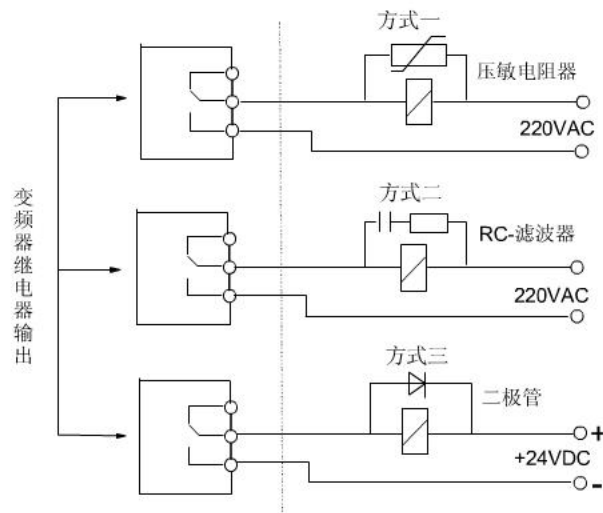 方式一
压敏电阻器
220VAC
变频器继电器输出
方式二
RC-滤波器
220VAC
方式三
二极管
+
+24VDC
-